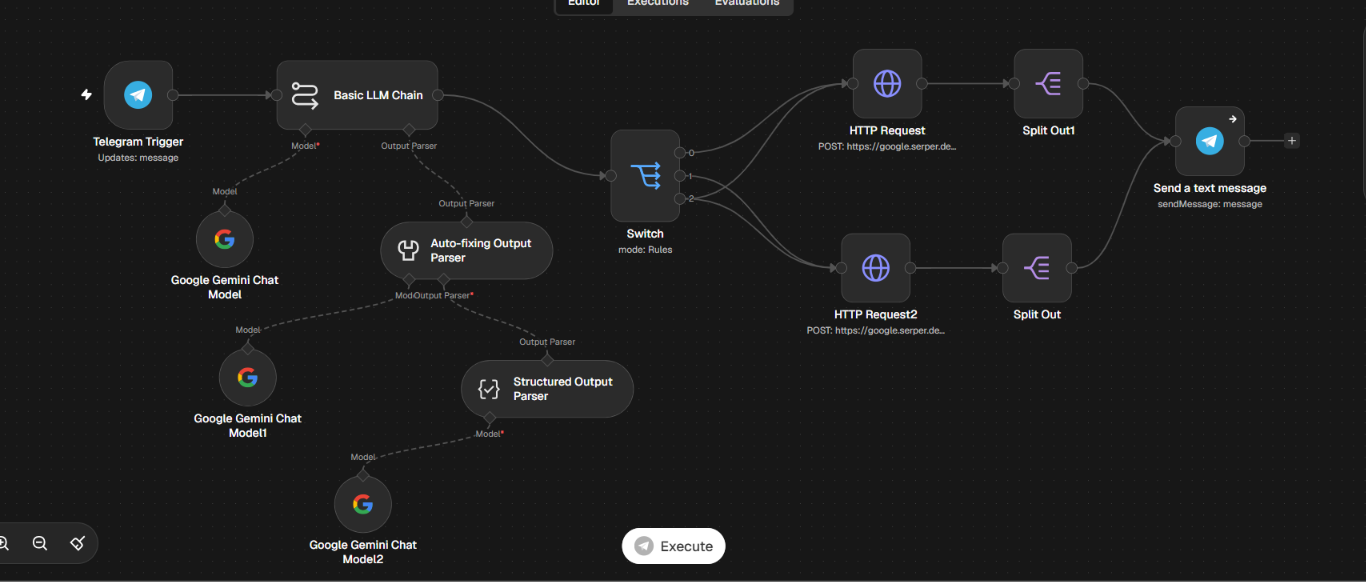 Editor Executions Evaluations
Telegram Trigger
Updates: message
Basic LLM Chain
Model*
Output Parser
Model
Google Gemini Chat
Model
Output Parser
Auto-fixing Output
Parser
Output Parser*
Model
Google Gemini Chat
Model1
Output Parser
Structured Output
Parser
Model*
Model
Google Gemini Chat
Model2
Switch
mode: Rules
0
1
2
HTTP Request
POST: https://google.serper.de...
Split Out1
HTTP Request2
POST: https://google.serper.de...
Split Out
Send a text message
sendMessage: message
Execute